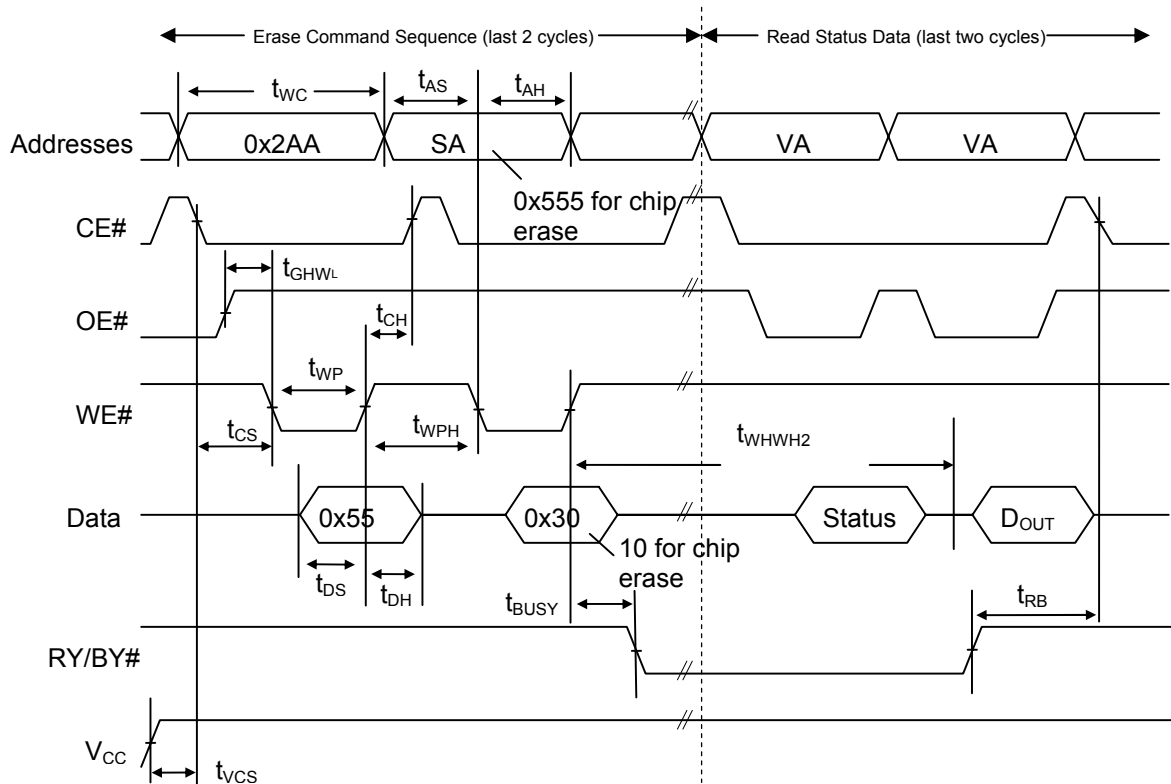 Erase Command Sequence (last 2 cycles)
Read Status Data (last two cycles)
tWC
tAS
tAH
Addresses
0x2AA
SA
VA
VA
0x555 for chip
erase
CE#
tGHWL
OE#
tCH
tWP
WE#
tCS
tWPH
tWHWH2
Data
0x55
0x30
Status
DOUT
10 for chip
erase
tDS
tDH
tBUSY
tRB
RY/BY#
VCC
tVCS